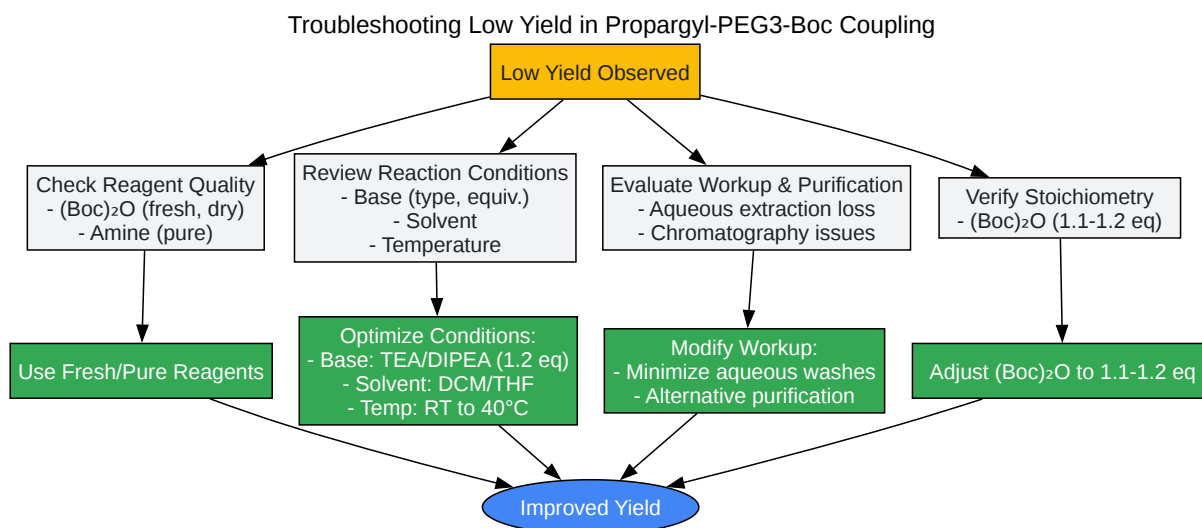 Troubleshooting Low Yield in Propargyl-PEG3-Boc Coupling
Low Yield Observed
Check Reagent Quality
- (Boc)₂O (fresh, dry)
- Amine (pure)
Review Reaction Conditions
- Base (type, equiv.)
- Solvent
- Temperature
Evaluate Workup & Purification
- Aqueous extraction loss
- Chromatography issues
Verify Stoichiometry
- (Boc)₂O (1.1-1.2 eq)
Use Fresh/Pure Reagents
Optimize Conditions:
- Base: TEA/DIPEA (1.2 eq)
- Solvent: DCM/THF
- Temp: RT to 40°C
Modify Workup:
- Minimize aqueous washes
- Alternative purification
Adjust (Boc)₂O to 1.1-1.2 eq
Improved Yield